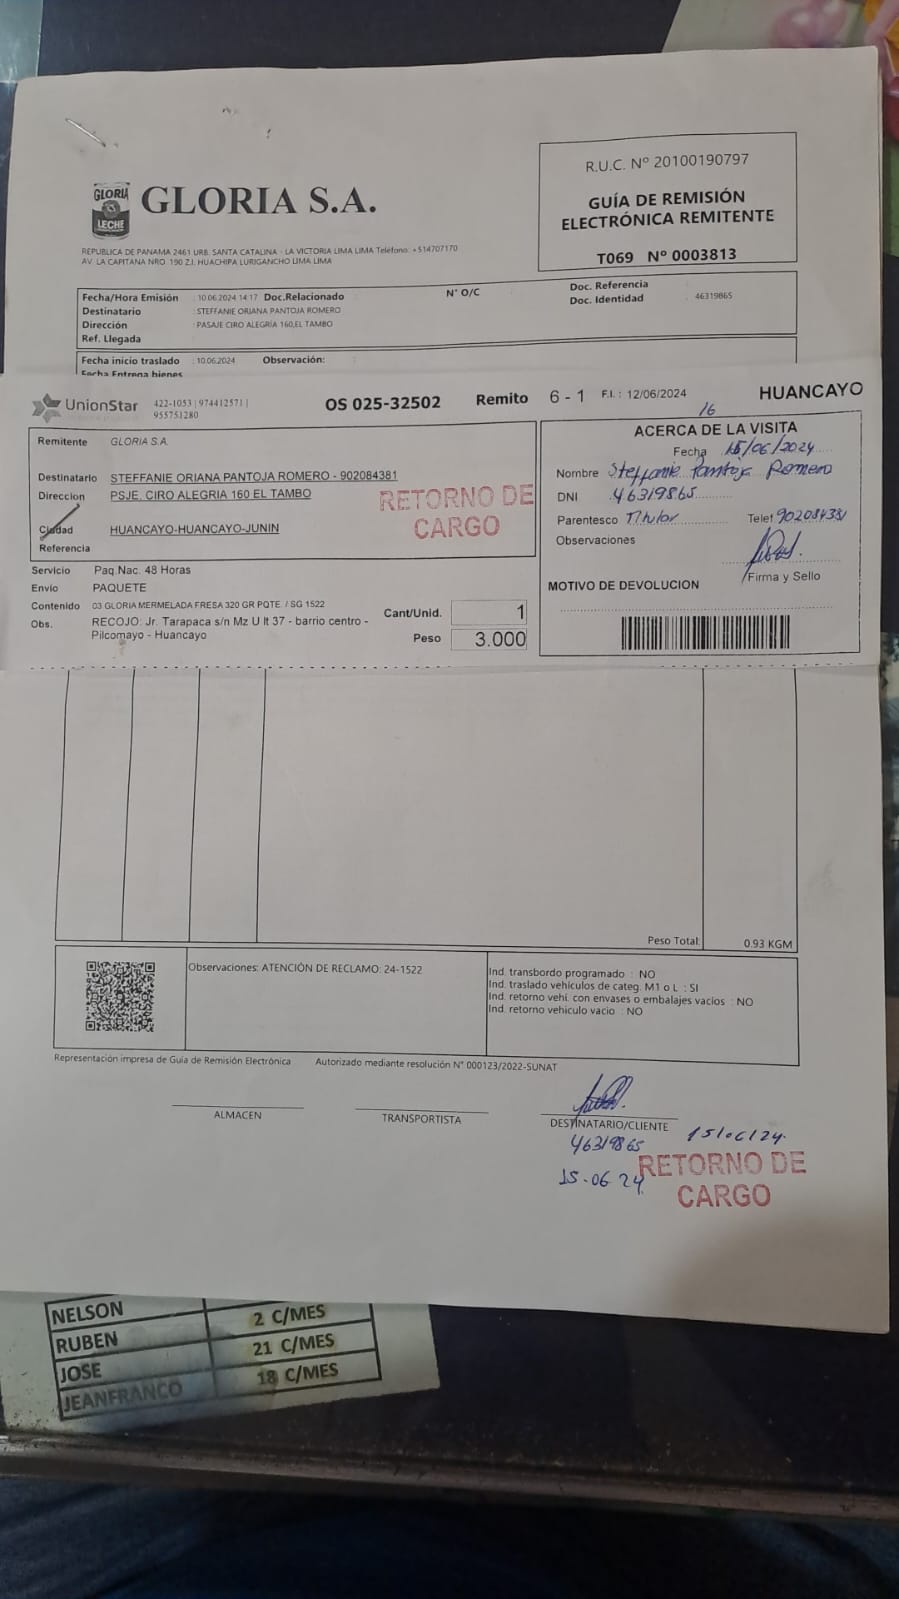 GLORIA
LECHE
GLORIA S.A.
REPUBLICA DE PANAMA 2461 URB. SANTA CATALINA - LA VICTORIA LIMA LIMA Teléfono: +514707170
AV. LA CAPITANA NRO. 190 Z.I. HUACHIPA LURIGANCHO LIMA LIMA
R.U.C. Nº 20100190797
GUÍA DE REMISIÓN
ELECTRÓNICA REMITENTE
T069 Nº 0003813
Fecha/Hora Emisión : 10.06.2024 14:17 Doc.Relacionado N° O/C Doc. Referencia
Doc. Identidad 46319865
Destinatario : STEFFANIE ORIANA PANTOJA ROMERO
Dirección : PASAJE CIRO ALEGRIA 160,EL TAMBO
Ref. Llegada
Fecha inicio traslado : 10.06.2024 Observación:
Fecha Entrega bienes
UnionStar 422-1053 | 974412571 |
955751280
OS 025-32502 Remito 6 - 1 F.I. : 12/06/2024 HUANCAYO
Remitente GLORIA S.A.
Destinatario STEFFANIE ORIANA PANTOJA ROMERO - 902084381
Direccion PSJE. CIRO ALEGRIA 160 EL TAMBO
RETORNO DE
CARGO
Ciudad HUANCAYO-HUANCAYO-JUNIN
Referencia
Servicio Paq.Nac. 48 Horas
Envio PAQUETE
Contenido 03 GLORIA MERMELADA FRESA 320 GR PQTE. / SG 1522
Obs. RECOJO: Jr. Tarapaca s/n Mz U lt 37 - barrio centro -
Pilcomayo - Huancayo
Cant/Unid. 1
Peso 3.000
16
ACERCA DE LA VISITA
Fecha 15/06/2024
Nombre Steffanie Pantoja Romero
DNI 46319865
Parentesco Titular Telef 902084381
Observaciones
Firma y Sello
MOTIVO DE DEVOLUCION
Peso Total: 0.93 KGM
Observaciones: ATENCIÓN DE RECLAMO: 24-1522
Ind. transbordo programado : NO
Ind. traslado vehículos de categ. M1 o L : SI
Ind. retorno vehi. con envases o embalajes vacios : NO
Ind. retorno vehiculo vacio : NO
Representación impresa de Guía de Remisión Electrónica Autorizado mediante resolución N° 000123/2022-SUNAT
ALMACEN
TRANSPORTISTA
DESTINATARIO/CLIENTE
46319865 15/06/24.
15-06 24
RETORNO DE
CARGO
NELSON 2 C/MES
RUBEN 21 C/MES
JOSE 18 C/MES
JEANFRANCO